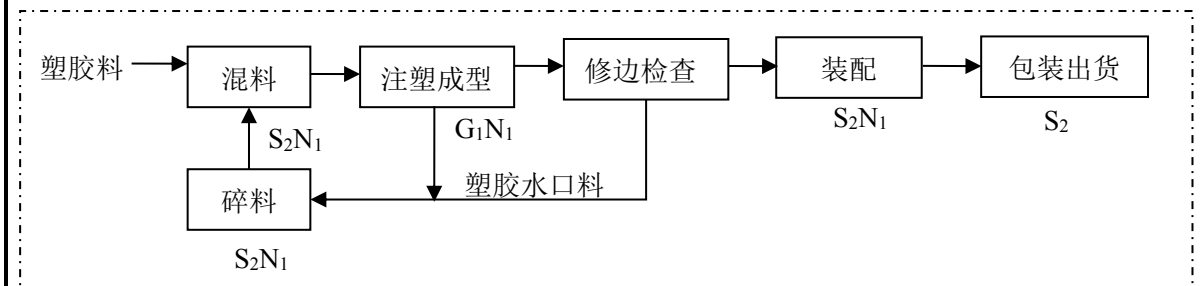 塑胶料
混料
注塑成型
修边检查
装配
包装出货
S₂N₁
G₁N₁
S₂N₁
S₂
塑胶水口料
碎料
S₂N₁